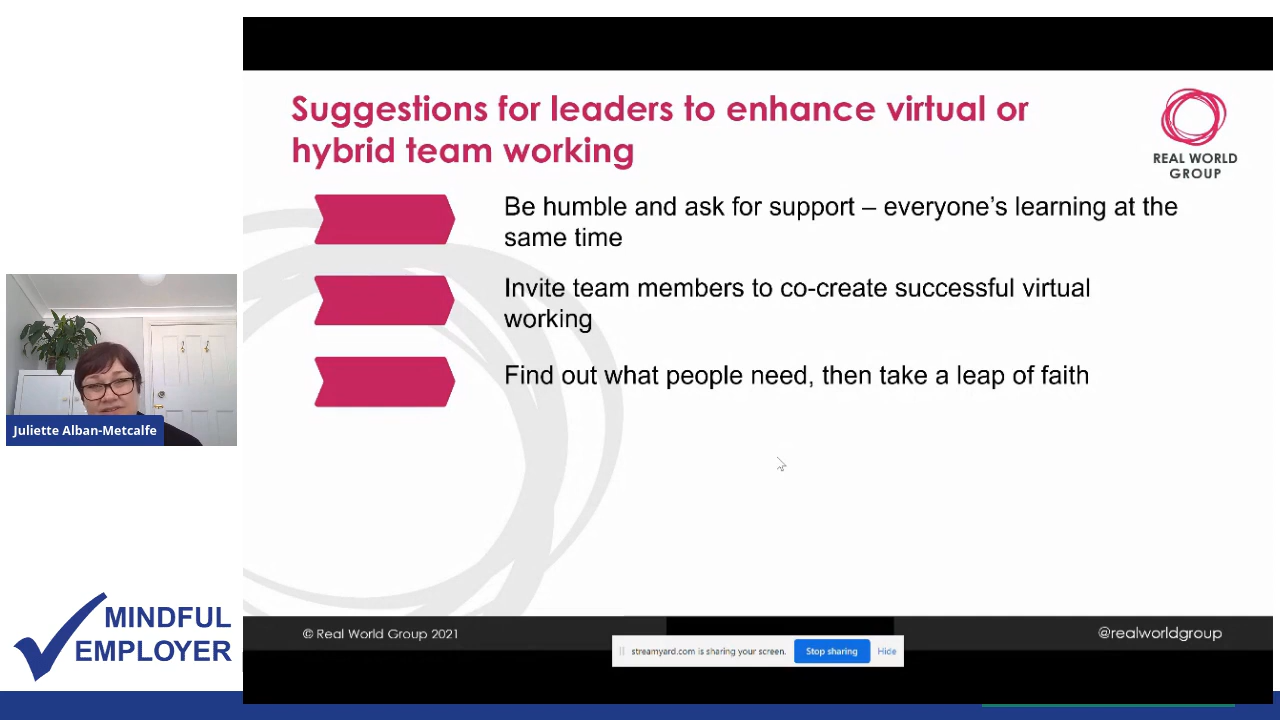 Suggestions for leaders to enhance virtual or
hybrid team working
REAL WORLD
GROUP
Be humble and ask for support – everyone's learning at the
same time
Invite team members to co-create successful virtual
working
Find out what people need, then take a leap of faith
Juliette Alban-Metcalfe
MINDFUL
EMPLOYER
© Real World Group 2021
@realworldgroup
streamyard.com is sharing your screen.
Stop sharing
Hide